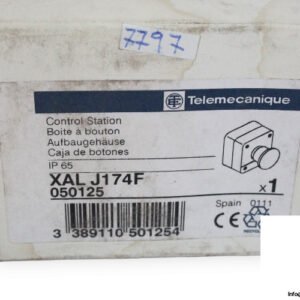 7797
Telemecanique
Control Station
Boite à bouton
Aufbaugehäuse
Caja de botones
IP 65
XAL J174F
050125
x1
Spain 0111
CE
3 389110 501254